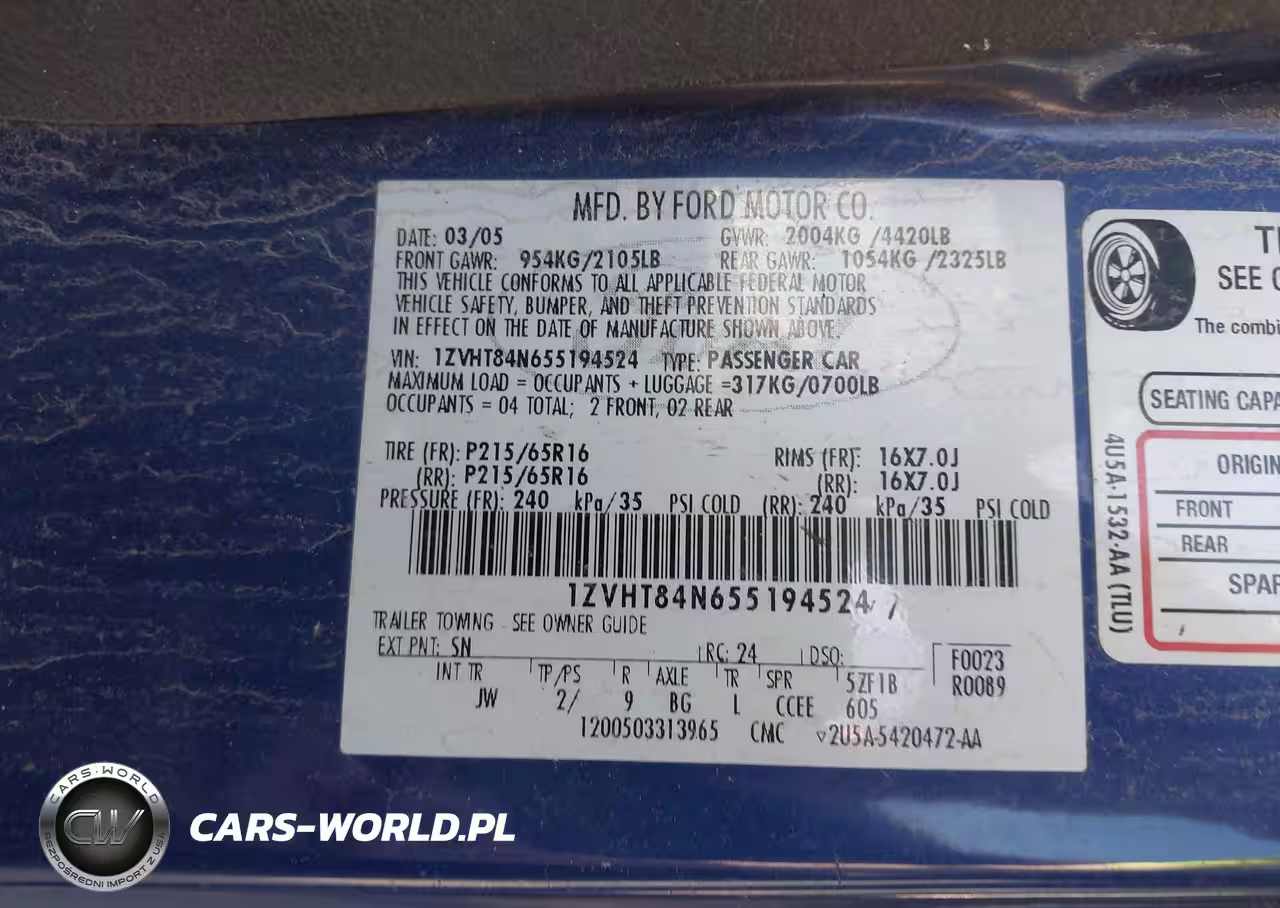 MFD. BY FORD MOTOR CO.
DATE: 03/05 GVWR: 2004KG /4420LB
FRONT GAWR: 954KG/2105LB REAR GAWR: 1054KG /2325LB
THIS VEHICLE CONFORMS TO ALL APPLICABLE FEDERAL MOTOR
VEHICLE SAFETY, BUMPER, AND THEFT PREVENTION STANDARDS
IN EFFECT ON THE DATE OF MANUFACTURE SHOWN ABOVE.
VIN: 1ZVHT84N655194524 TYPE: PASSENGER CAR
MAXIMUM LOAD = OCCUPANTS + LUGGAGE =317KG/0700LB
OCCUPANTS = 04 TOTAL; 2 FRONT, 02 REAR
TIRE (FR): P215/65R16 RIMS (FR): 16X7.0J
(RR): P215/65R16 (RR): 16X7.0J
PRESSURE (FR): 240 kPa/35 PSI COLD (RR): 240 kPa/35 PSI COLD
1ZVHT84N655194524
TRAILER TOWING - SEE OWNER GUIDE
EXT PNT: SN RC: 24 DSO: F0023
R0089
INT TR TP/PS R AXLE TR SPR 5ZF1B
JW 2/ 9 BG L CCEE 605
1200503313965 CMC ▽2U5A-5420472-AA
SEE
The combi
SEATING CAPA
ORIGIN
FRONT
REAR
SPAR
4U5A-1532-AA (TLU)
CARS-WORLD
CW
BEZPOŚREDNI IMPORT Z USA
CARS-WORLD.PL